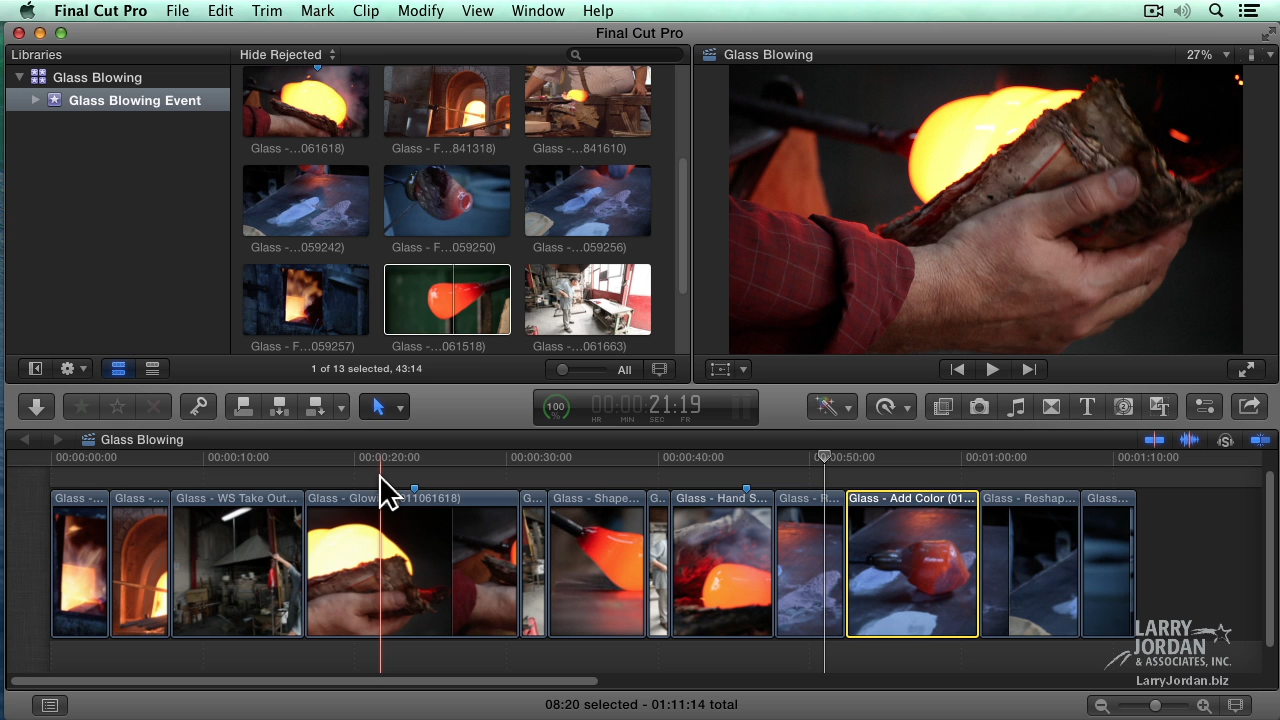 Final Cut Pro File Edit Trim Mark Clip Modify View Window Help
Final Cut Pro
Libraries
Hide Rejected
Glass Blowing
27%
Glass Blowing
Glass Blowing Event
Glass -...061618)
Glass - F...841318)
Glass -...841610)
Glass -...059242)
Glass - F...059250)
Glass -...059256)
Glass - F...059257)
Glass -...061518)
Glass -...061663)
1 of 13 selected, 43:14
All
100
%
00:00:21:19
HR MIN SEC FR
Glass Blowing
00:00:00:00
00:00:10:00
00:00:20:00
00:00:30:00
00:00:40:00
00:00:50:00
00:01:00:00
00:01:10:00
Glass -...
Glass -...
Glass - WS Take Out...
Glass - Glow
011061618)
G...
Glass - Shape...
G...
Glass - Hand S...
Glass - R...
Glass - Add Color (01...
Glass - Reshap...
Glass...
LARRY
JORDAN
& ASSOCIATES, INC.
LarryJordan.biz
08:20 selected - 01:11:14 total